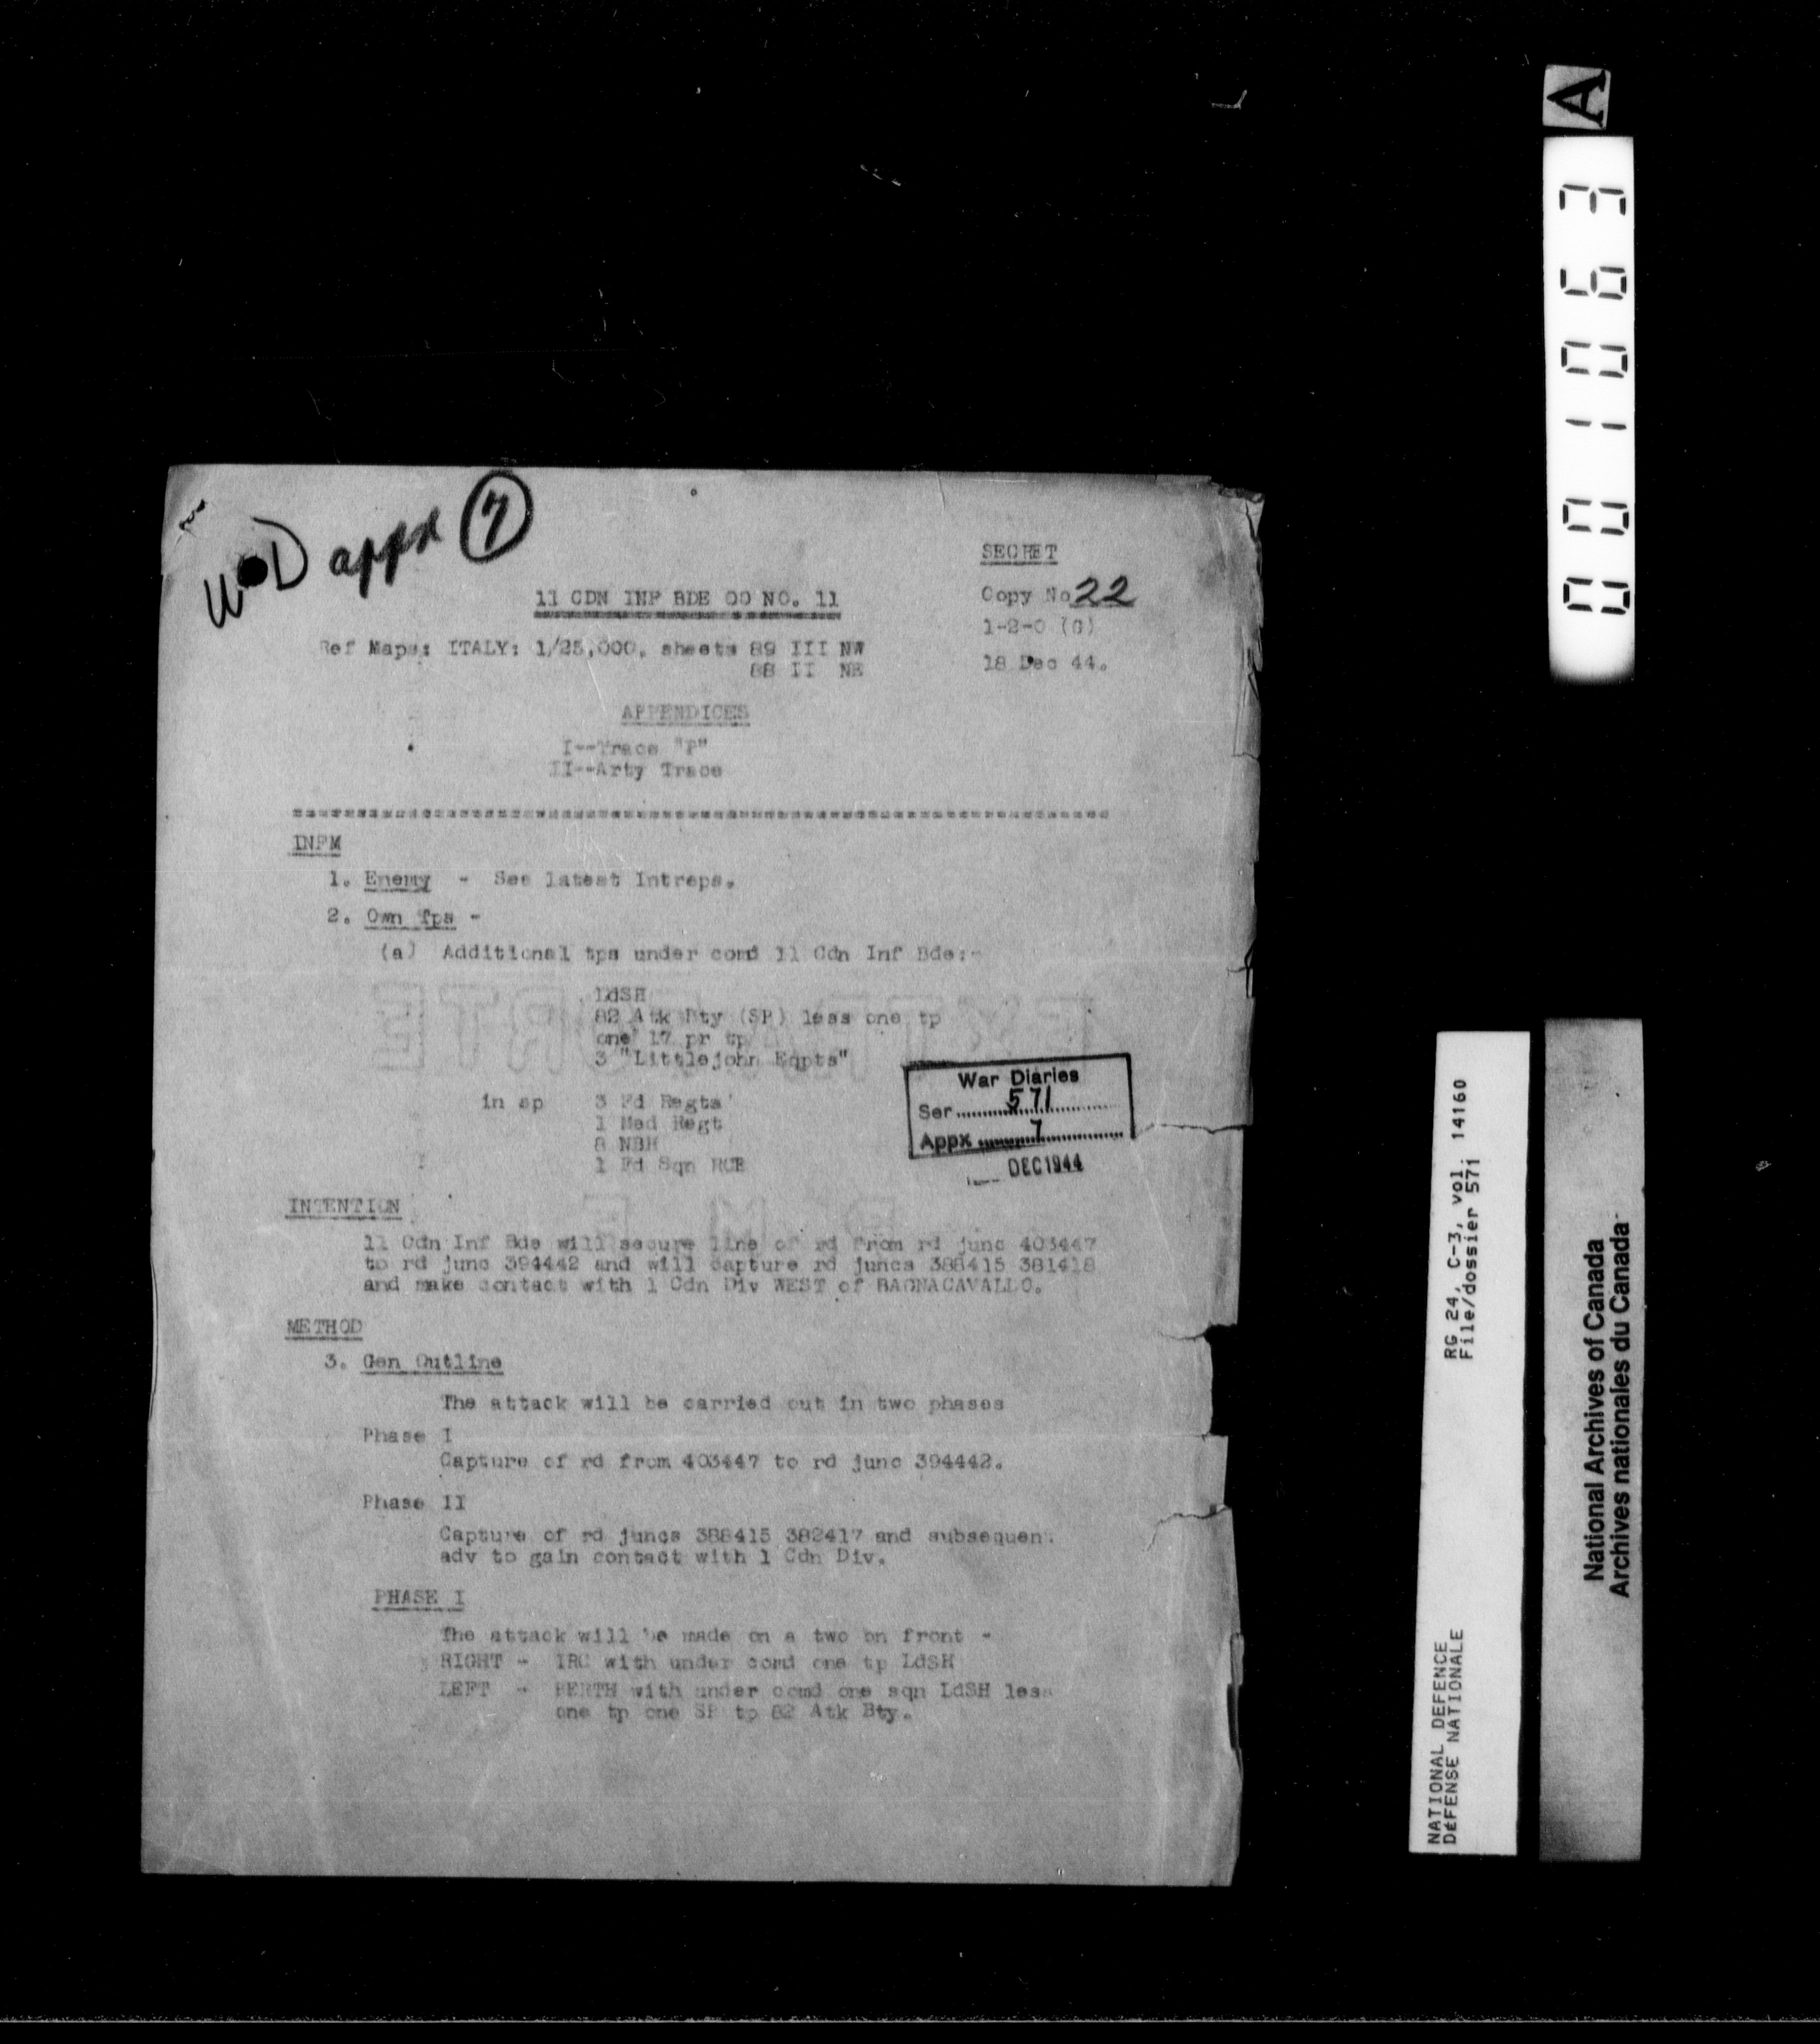 WD appx 7
SECRET
11 CDN INF BDE OO NO. 11
Copy No 22
1-2-0 (G)
Ref Maps: ITALY: 1/25,000, sheets 89 III NW
88 II NE
18 Dec 44.
APPENDICES
I--Trace "P"
II--Arty Trace
INFM
1. Enemy - See latest Intreps.
2. Own Tps -
(a) Additional tps under comd 11 Cdn Inf Bde:-
LdSH
82 Atk Bty (SP) less one tp
one 17 pr tp
3 "Littlejohn Eqpts"
in sp 3 Fd Regts
1 Med Regt
8 NBH
1 Fd Sqn RCE
War Diaries
Ser 571
Appx 7
DEC 1944
INTENTION
11 Cdn Inf Bde will secure line of rd from rd junc 403447
to rd junc 394442 and will capture rd juncs 388415 381418
and make contact with 1 Cdn Div WEST of BAGNACAVALLO.
METHOD
3. Gen Outline
The attack will be carried out in two phases
Phase I
Capture of rd from 403447 to rd junc 394442.
Phase II
Capture of rd juncs 388415 382417 and subsequen
adv to gain contact with 1 Cdn Div.
PHASE I
The attack will be made on a two bn front -
RIGHT - IRC with under comd one tp LdSH
LEFT - PERTH with under comd one sqn LdSH less
one tp one SP tp 82 Atk Bty.
A
001063
RG 24, C-3, vol. 14160
File/dossier 571
NATIONAL DEFENCE
DÉFENSE NATIONALE
National Archives of Canada
Archives nationales du Canada